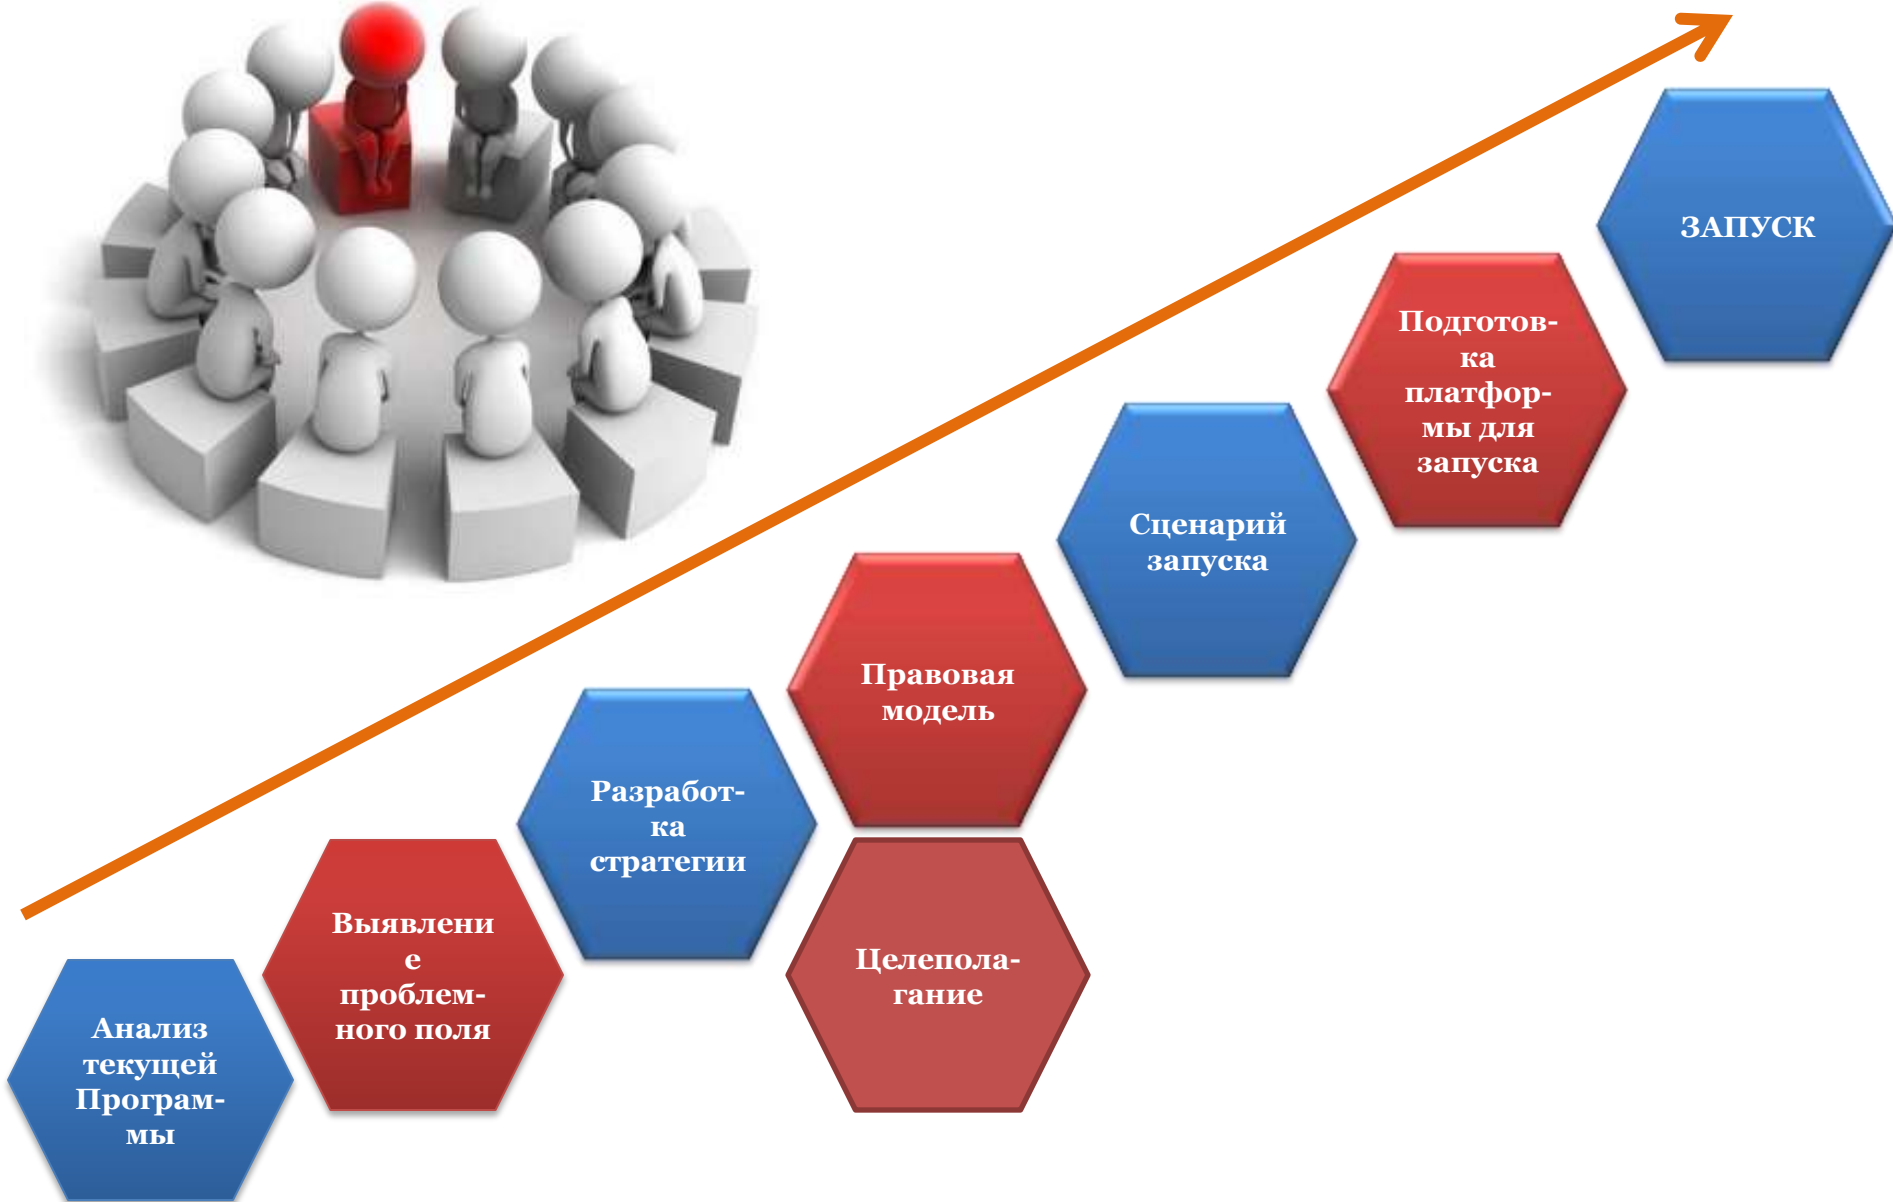 Анализ
текущей
Програм-
мы
Выявлени
е
проблем-
ного поля
Разработ-
ка
стратегии
Правовая
модель
Целепола-
гание
Сценарий
запуска
Подготов-
ка
платфор-
мы для
запуска
ЗАПУСК